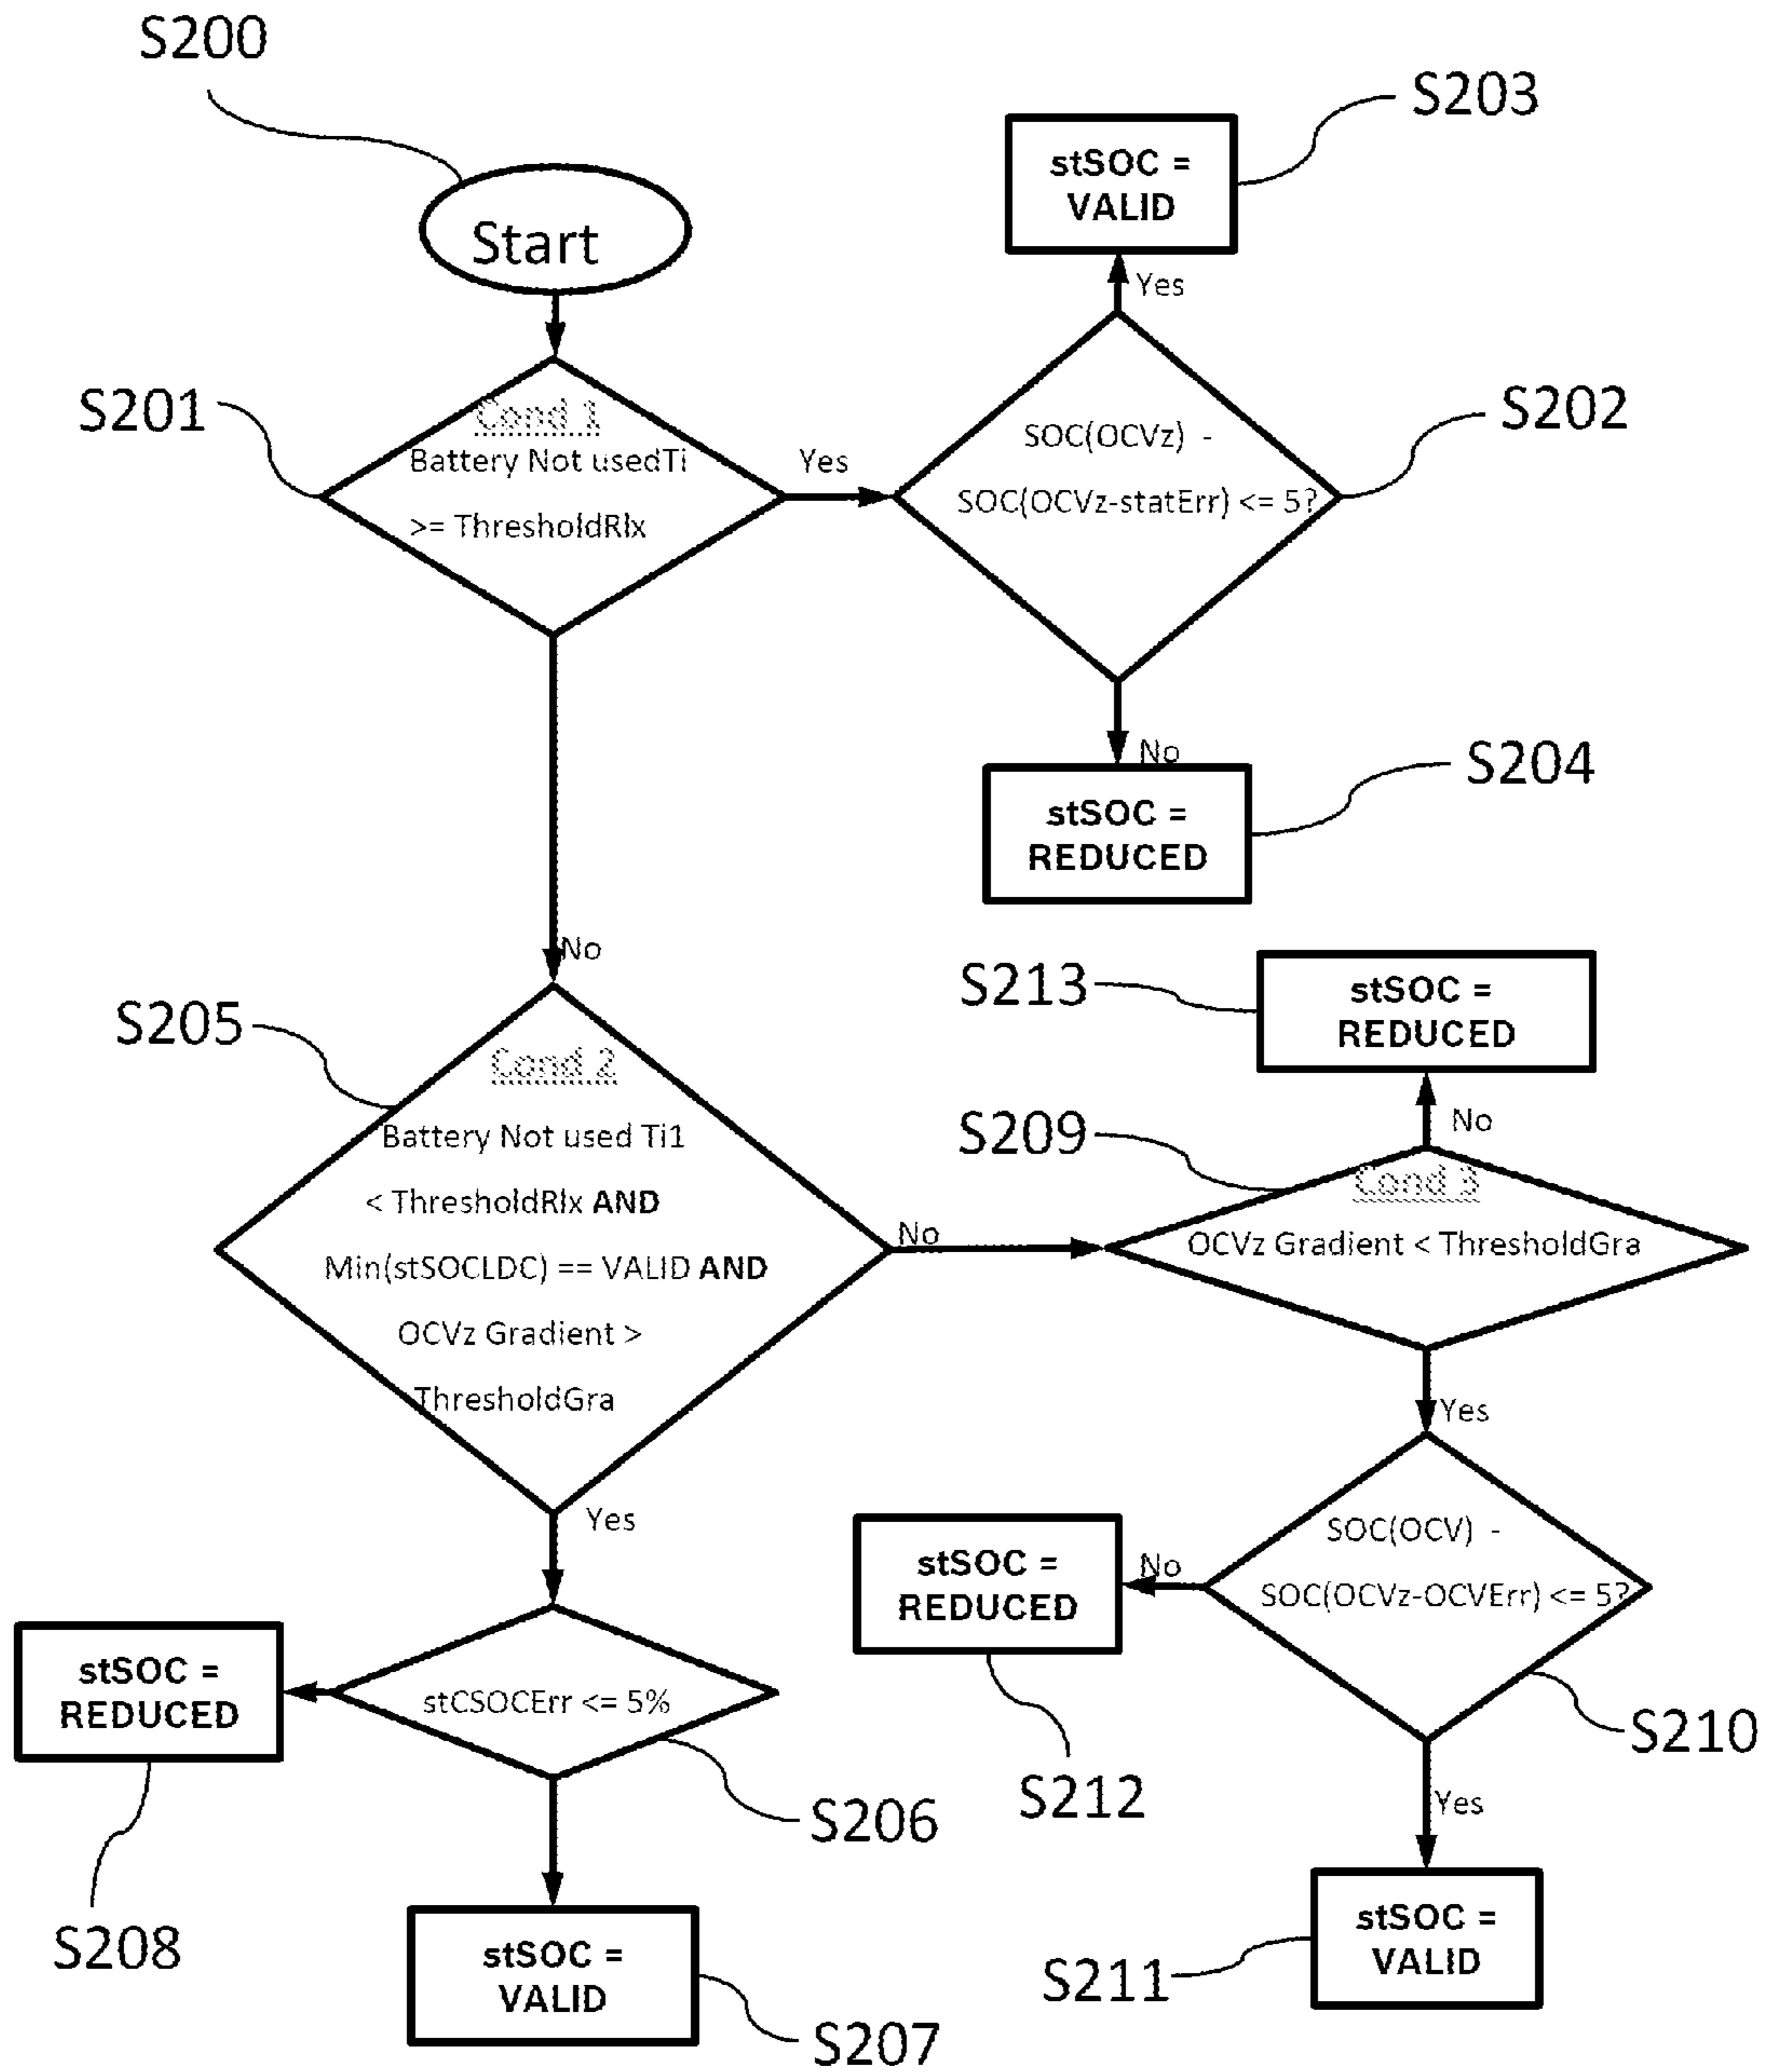 S200
S203
stSOC =
VALID
Start
Yes
S201
S202
Cond 1
Battery Not usedTi
>= ThresholdRlx
Yes
SOC(OCVz) -
SOC(OCVz-statErr) <= 5?
No
S204
stSOC =
REDUCED
No
S213
stSOC =
REDUCED
S205
Cond 2
Battery Not used Ti1
< ThresholdRlx AND
Min(stSOCLDC) == VALID AND
OCVz Gradient >
ThresholdGra
No
S209
No
Cond 3
OCVz Gradient < ThresholdGra
Yes
Yes
SOC(OCV) -
SOC(OCVz-OCVErr) <= 5?
No
stSOC =
REDUCED
S212
S210
stSOC =
REDUCED
stCSOCErr <= 5%
S206
S208
Yes
stSOC =
VALID
S207
stSOC =
VALID
S211